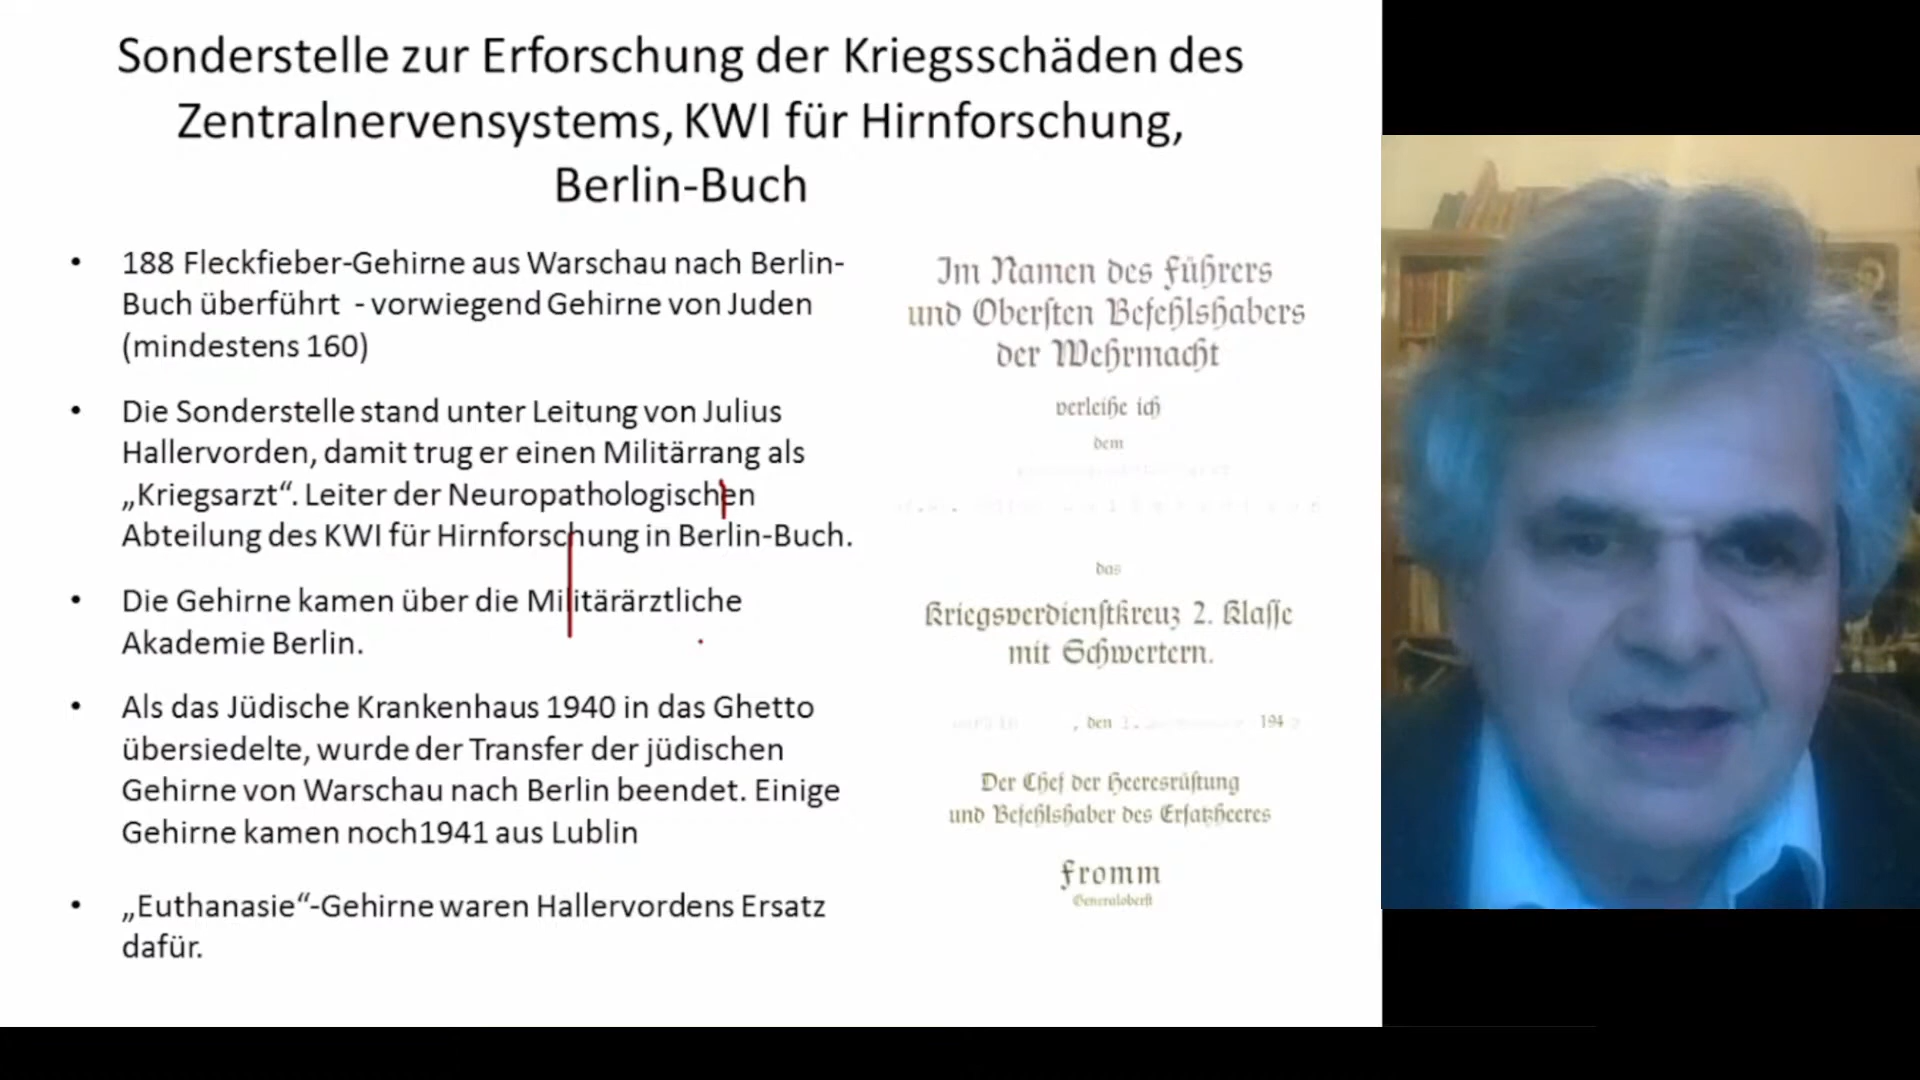 Sonderstelle zur Erforschung der Kriegsschäden des
Zentralnervensystems, KWI für Hirnforschung,
Berlin-Buch
• 188 Fleckfieber-Gehirne aus Warschau nach Berlin-
Buch überführt - vorwiegend Gehirne von Juden
(mindestens 160)
• Die Sonderstelle stand unter Leitung von Julius
Hallervorden, damit trug er einen Militärrang als
„Kriegsarzt“. Leiter der Neuropathologischen
Abteilung des KWI für Hirnforschung in Berlin-Buch.
• Die Gehirne kamen über die Militärärztliche
Akademie Berlin.
• Als das Jüdische Krankenhaus 1940 in das Ghetto
übersiedelte, wurde der Transfer der jüdischen
Gehirne von Warschau nach Berlin beendet. Einige
Gehirne kamen noch1941 aus Lublin
• „Euthanasie“-Gehirne waren Hallervordens Ersatz
dafür.
Im Namen des Führers
und Obersten Befehlshabers
der Wehrmacht
verleihe ich
dem
das
Kriegsverdienstkreuz 2. Klasse
mit Schwertern.
, den 194
Der Chef der Heeresrüstung
und Befehlshaber des Ersatzheeres
Fromm
Generaloberst